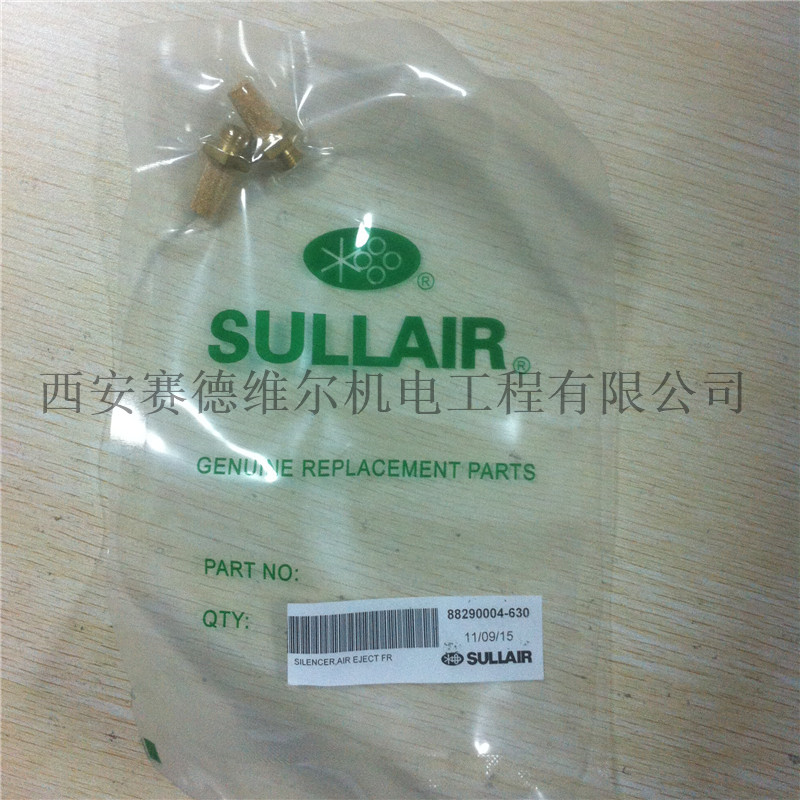 ®
SULLAIR®
西安赛德维尔机电工程有限公司
GENUINE REPLACEMENT PARTS
PART NO:
QTY:
88290004-630
11/09/15
SILENCER,AIR EJECT FR
SULLAIR